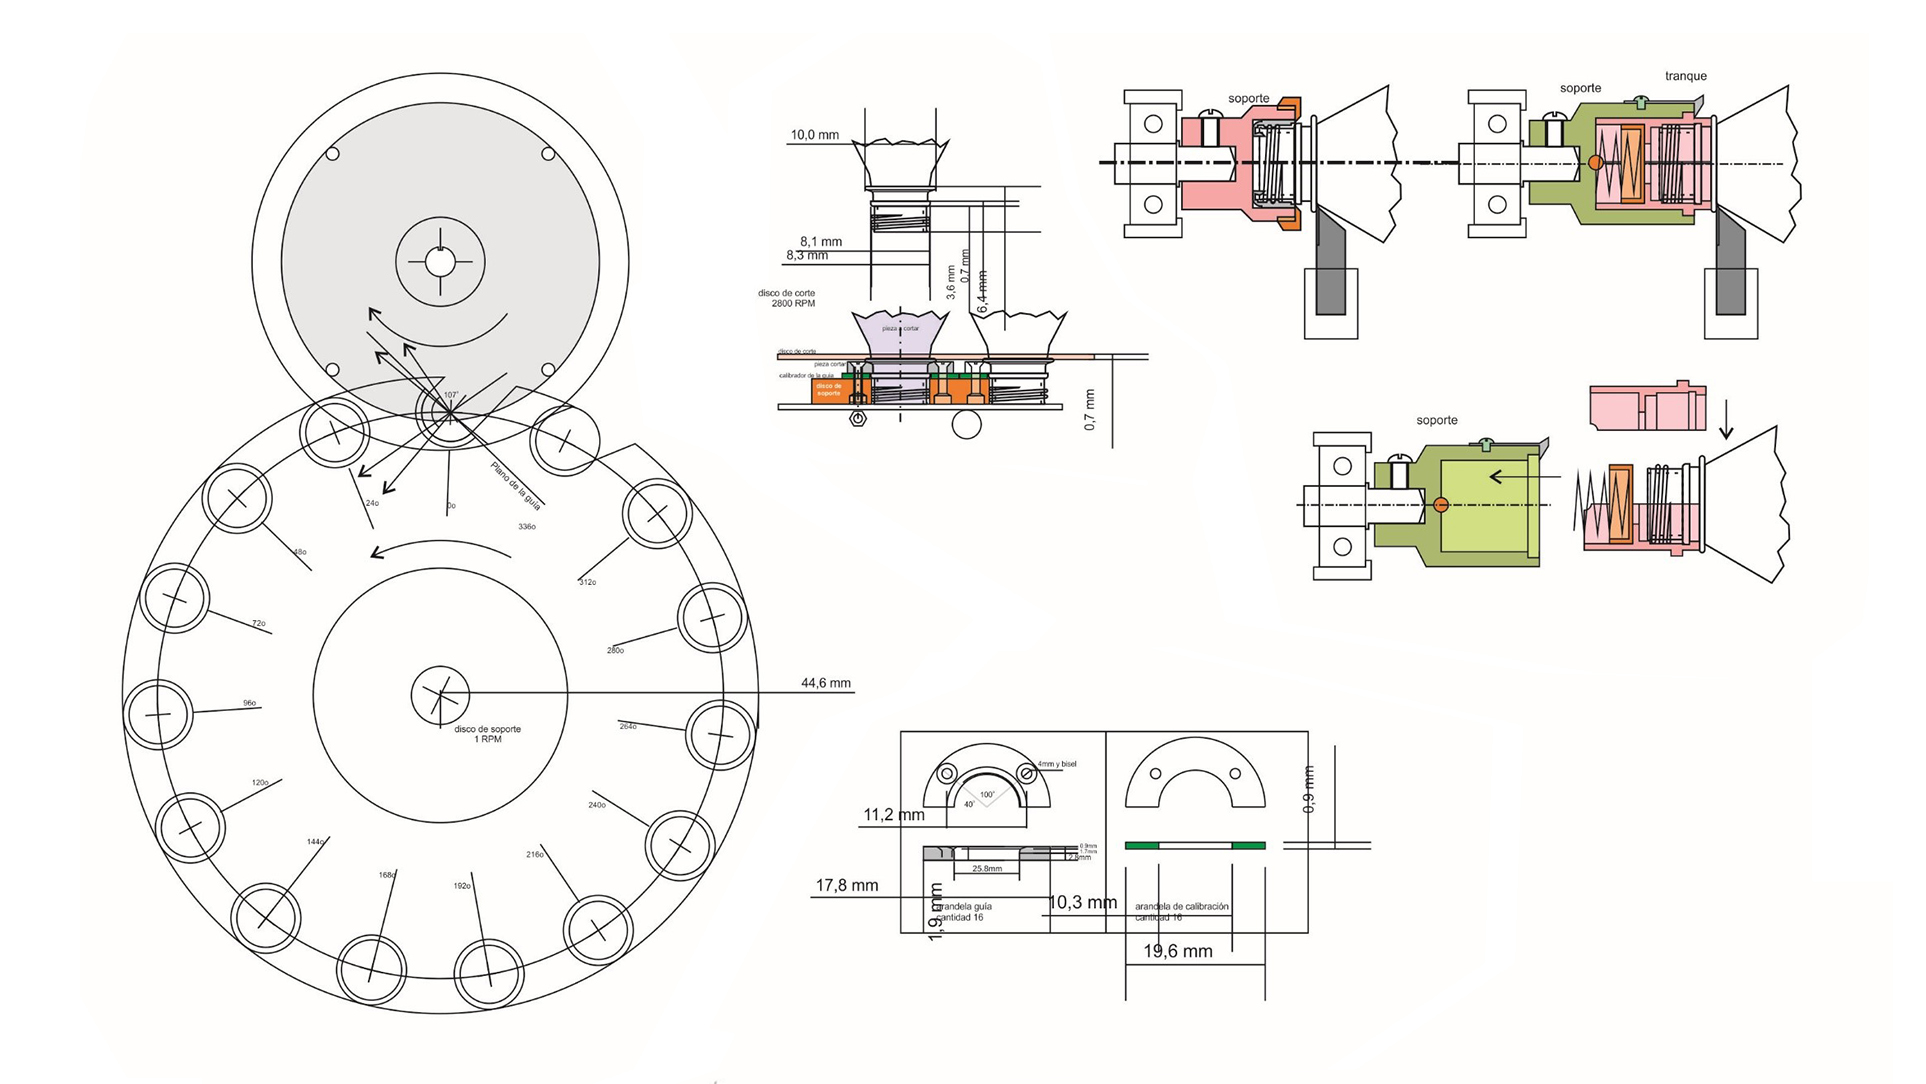 107°
Plano de la guía
24o
0o
336o
48o
312o
72o
280o
96o
264o
120o
240o
144o
216o
168o
192o
44,6 mm
disco de soporte
1 RPM
10,0 mm
8,1 mm
8,3 mm
3,6 mm
0,7 mm
6,4 mm
disco de corte
2800 RPM
pieza a cortar
disco de corte
pieza cortar
calibrador de la guia
disco de
soporte
0,7 mm
soporte
soporte
tranque
soporte
4mm y bisel
100°
40°
11,2 mm
0.9mm
1.7mm
2.8mm
25.8mm
17,8 mm
1,9 mm
arandela guía
cantidad 16
10,3 mm
arandela de calibración
cantidad 16
19,6 mm
0,9 mm